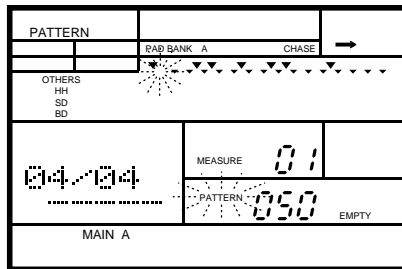 PATTERN
PAD BANK A CHASE
OTHERS
HH
SD
BD
MEASURE 01
04/04
PATTERN 050 EMPTY
MAIN A